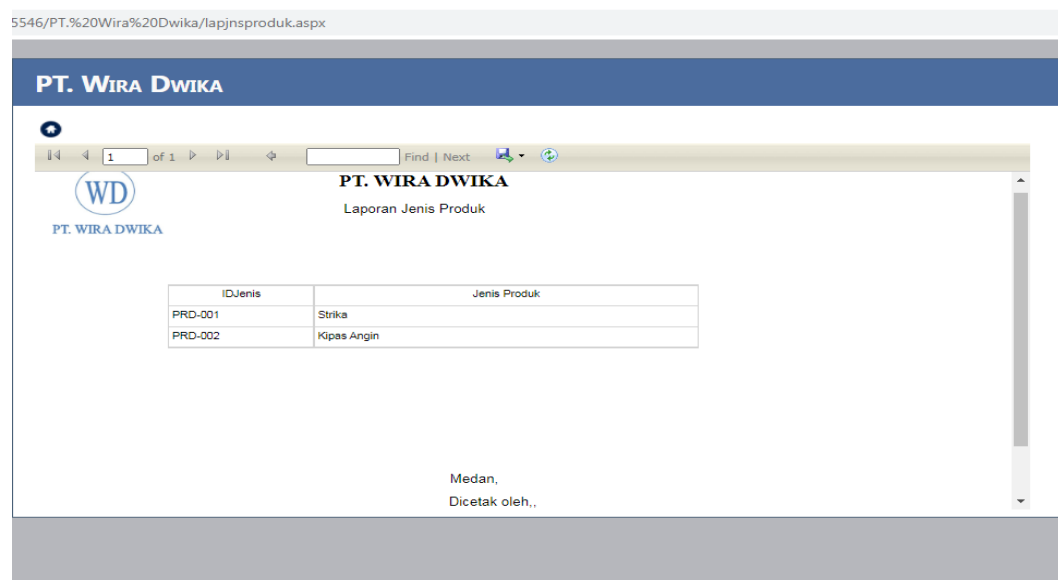 5546/PT.%20Wira%20Dwika/lapjnsproduk.aspx
PT. WIRA DWIKA
1 of 1 Find | Next
WD
PT. WIRA DWIKA
PT. WIRA DWIKA
Laporan Jenis Produk
IDJenis Jenis Produk
PRD-001 Strika
PRD-002 Kipas Angin
Medan,
Dicetak oleh,,